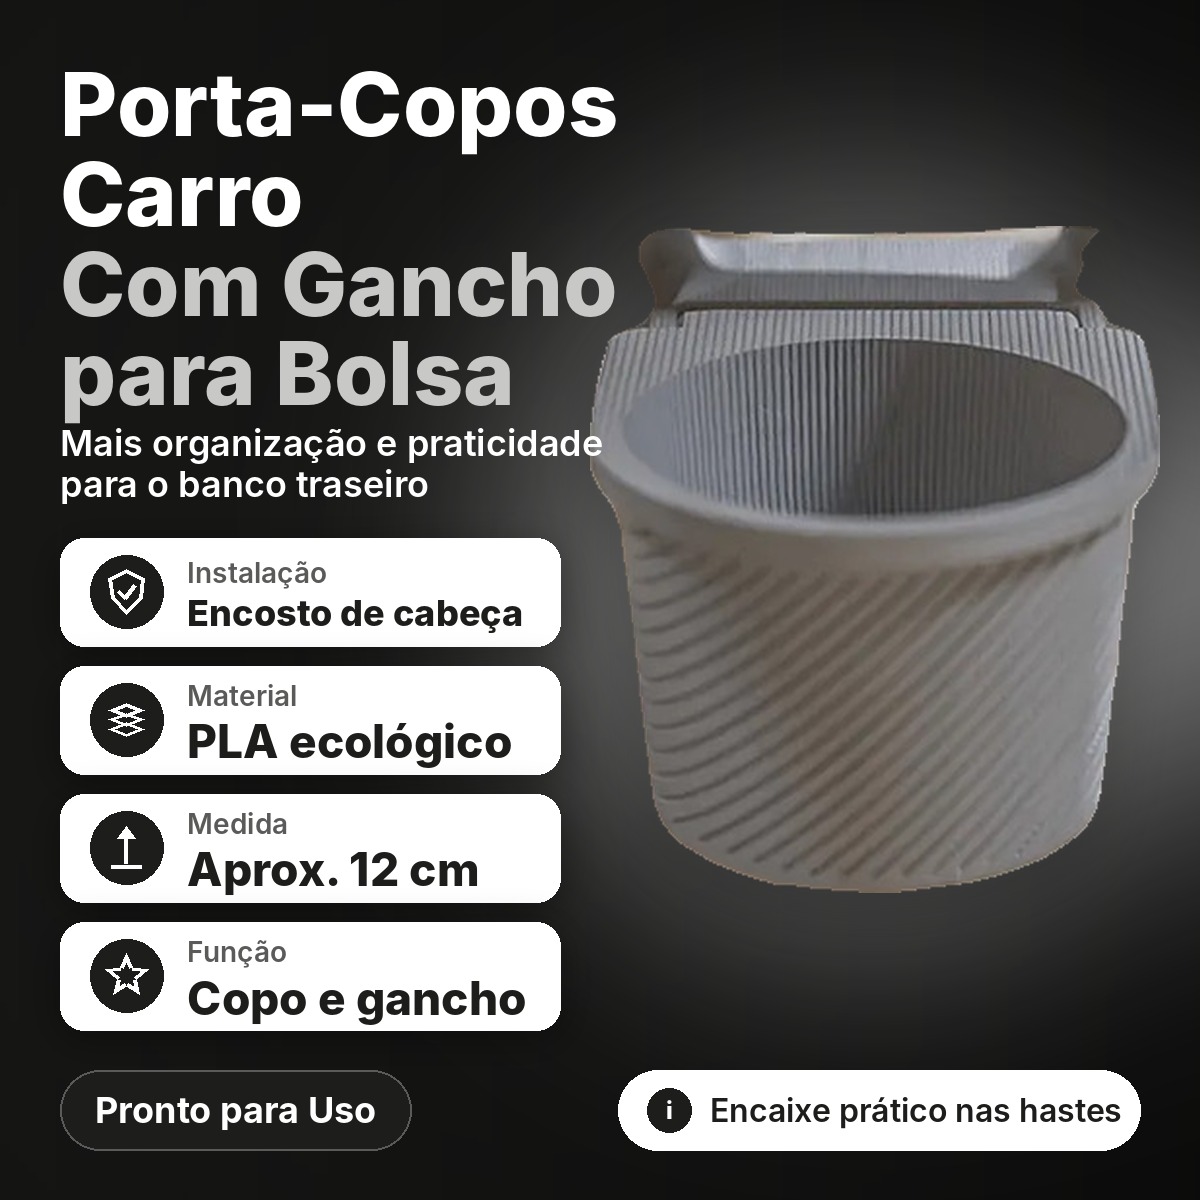 Porta-Copos
Carro
Com Gancho
para Bolsa
Mais organização e praticidade
para o banco traseiro
Instalação
Encosto de cabeça
Material
PLA ecológico
Medida
Aprox. 12 cm
Função
Copo e gancho
Pronto para Uso
i Encaixe prático nas hastes